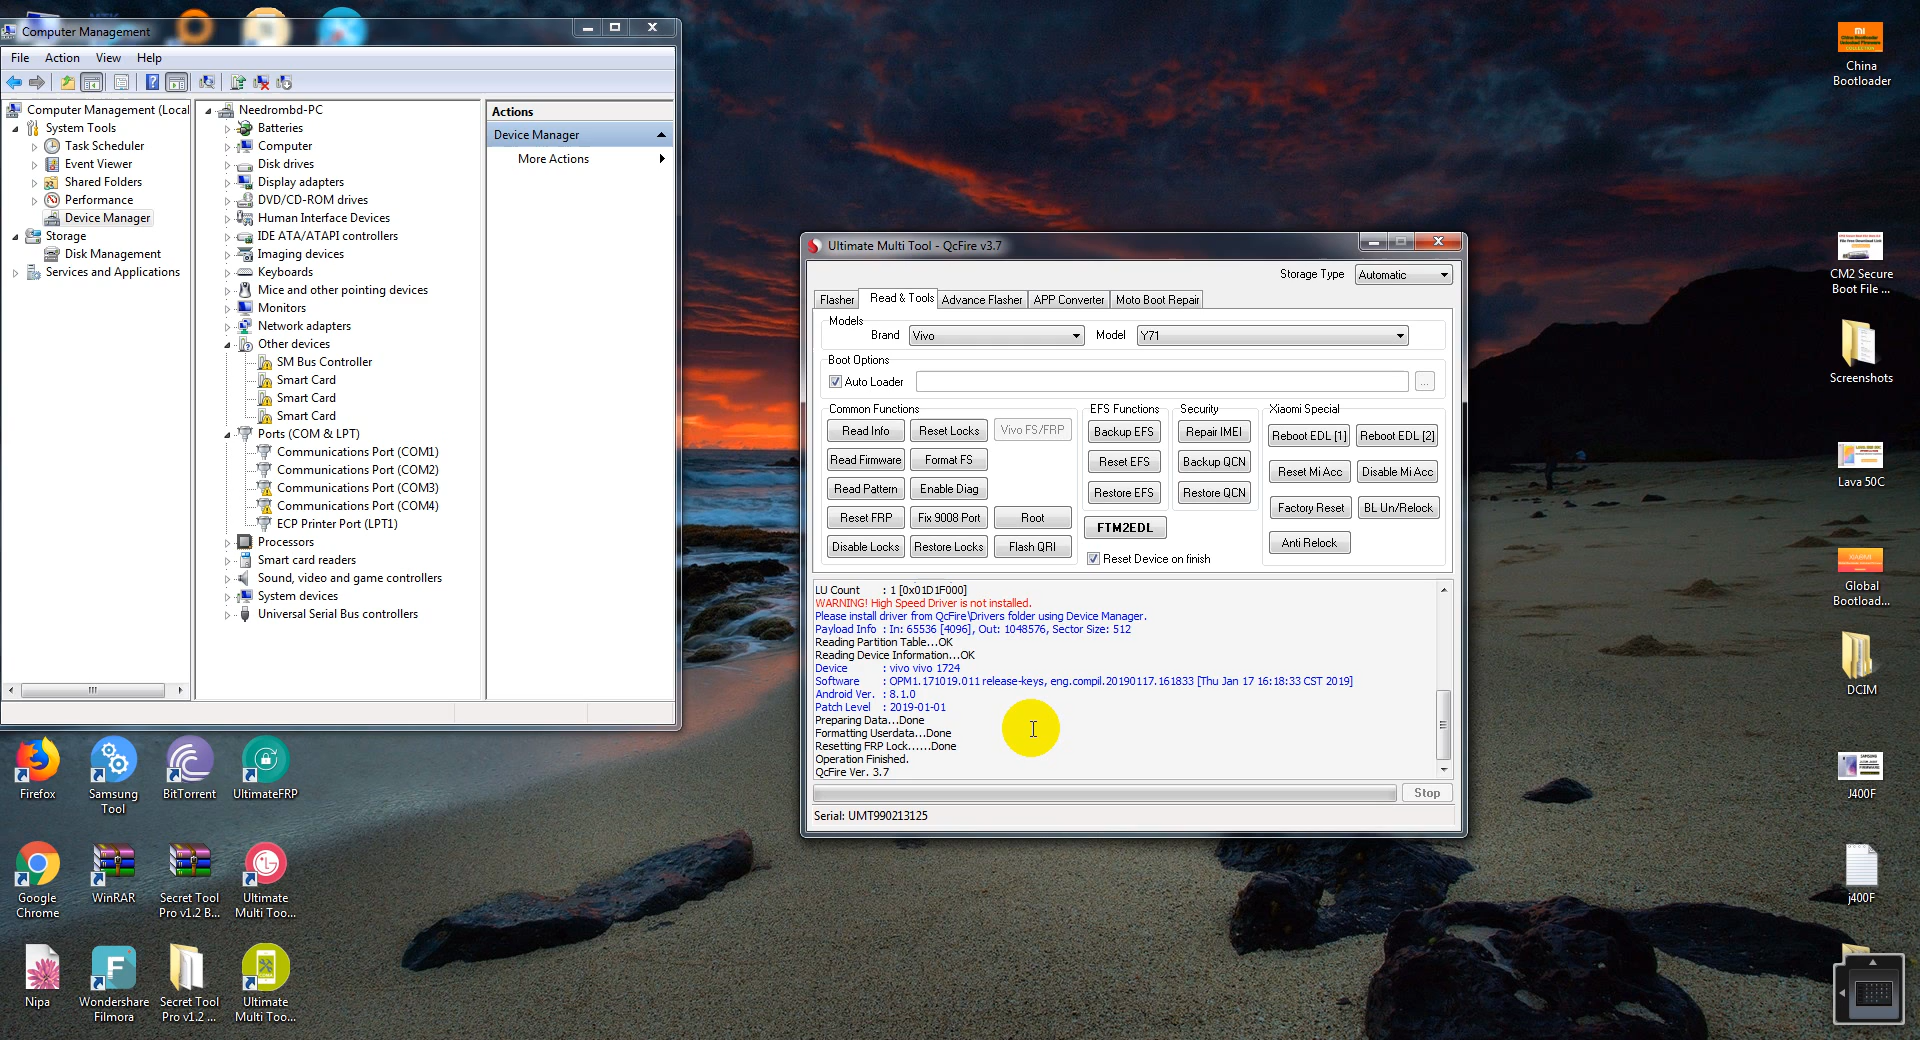 Computer Management
File Action View Help
Computer Management (Local
System Tools
Task Scheduler
Event Viewer
Shared Folders
Performance
Device Manager
Storage
Disk Management
Services and Applications
Needrombd-PC
Batteries
Computer
Disk drives
Display adapters
DVD/CD-ROM drives
Human Interface Devices
IDE ATA/ATAPI controllers
Imaging devices
Keyboards
Mice and other pointing devices
Monitors
Network adapters
Other devices
SM Bus Controller
Smart Card
Smart Card
Smart Card
Ports (COM & LPT)
Communications Port (COM1)
Communications Port (COM2)
Communications Port (COM3)
Communications Port (COM4)
ECP Printer Port (LPT1)
Processors
Smart card readers
Sound, video and game controllers
System devices
Universal Serial Bus controllers
Actions
Device Manager
More Actions
Ultimate Multi Tool - QcFire v3.7
Storage Type Automatic
Flasher Read & Tools Advance Flasher APP Converter Moto Boot Repair
Models
Brand Vivo Model Y71
Boot Options
Auto Loader ...
Common Functions
Read Info Reset Locks Vivo FS/FRP
Read Firmware Format FS
Read Pattern Enable Diag
Reset FRP Fix 9008 Port Root
Disable Locks Restore Locks Flash QRI
EFS Functions
Backup EFS
Reset EFS
Restore EFS
FTM2EDL
Reset Device on finish
Security
Repair IMEI
Backup QCN
Restore QCN
Xiaomi Special
Reboot EDL [1] Reboot EDL [2]
Reset Mi Acc Disable Mi Acc
Factory Reset BL Un/Relock
Anti Relock
LU Count : 1 [0x01D1F000]
WARNING! High Speed Driver is not installed.
Please install driver from QcFire\Drivers folder using Device Manager.
Payload Info : In: 65536 [4096], Out: 1048576, Sector Size: 512
Reading Partition Table...OK
Reading Device Information...OK
Device : vivo vivo 1724
Software : OPM1.171019.011 release-keys, eng.compil.20190117.161833 [Thu Jan 17 16:18:33 CST 2019]
Android Ver. : 8.1.0
Patch Level : 2019-01-01
Preparing Data...Done
Formatting Userdata...Done
Resetting FRP Lock......Done
Operation Finished.
QcFire Ver. 3.7
Stop
Serial: UMT990213125
Firefox
Samsung Tool
BitTorrent
UltimateFRP
Google Chrome
WinRAR
Secret Tool Pro v1.2 B...
Ultimate Multi Too...
Nipa
Wondershare Filmora
Secret Tool Pro v1.2 ...
Ultimate Multi Too...
China Bootloader
CM2 Secure Boot File ...
Screenshots
Lava 50C
Global Bootload...
DCIM
J400F
j400F